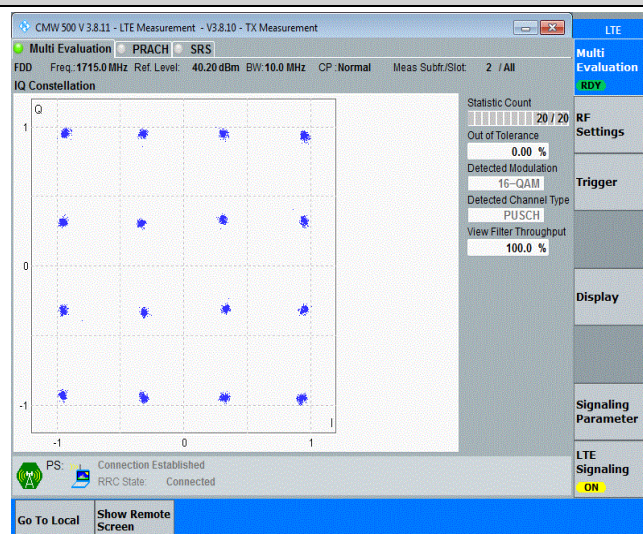 CMW 500 V 3.8.11 - LTE Measurement - V3.8.10 - TX Measurement
LTE
Multi Evaluation PRACH SRS
FDD Freq.:1715.0 MHz Ref. Level: 40.20 dBm BW:10.0 MHz CP :Normal Meas Subfr./Slot: 2 / All
IQ Constellation
Q
1
0
-1
I
-1 0 1
Statistic Count
20 / 20
Out of Tolerance
0.00 %
Detected Modulation
16-QAM
Detected Channel Type
PUSCH
View Filter Throughput
100.0 %
Multi
Evaluation
RDY
RF
Settings
Trigger
Display
Signaling
Parameter
LTE
Signaling
ON
PS: Connection Established
RRC State: Connected
Go To Local
Show Remote
Screen